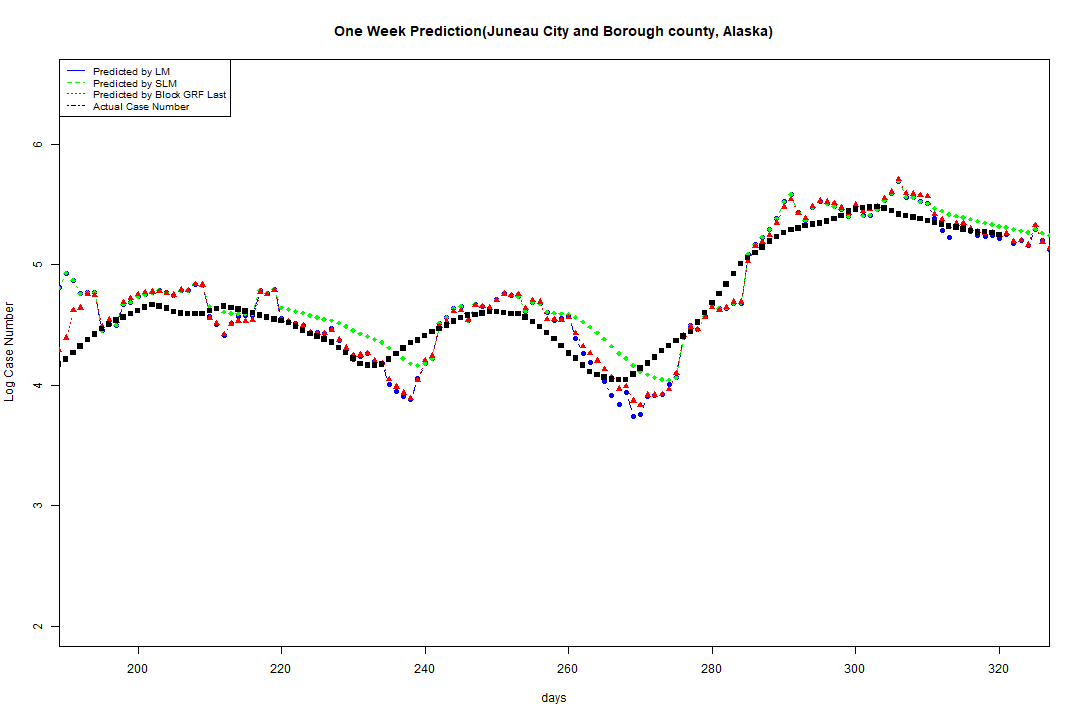 One Week Prediction(Juneau City and Borough county, Alaska)
Predicted by LM
Predicted by SLM
Predicted by Block GRF Last
Actual Case Number
6
5
4
3
2
Log Case Number
200 220 240 260 280 300 320
days